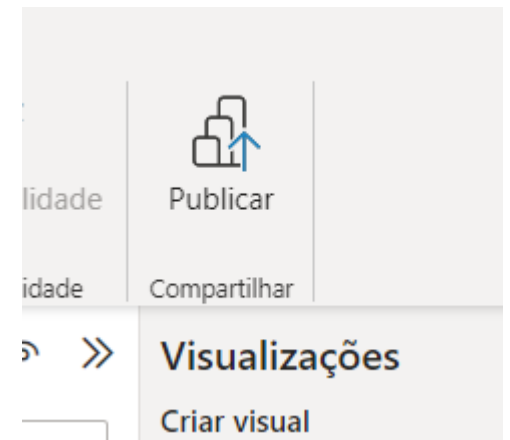 lidade
Publicar
idade
Compartilhar
Visualizações
Criar visual